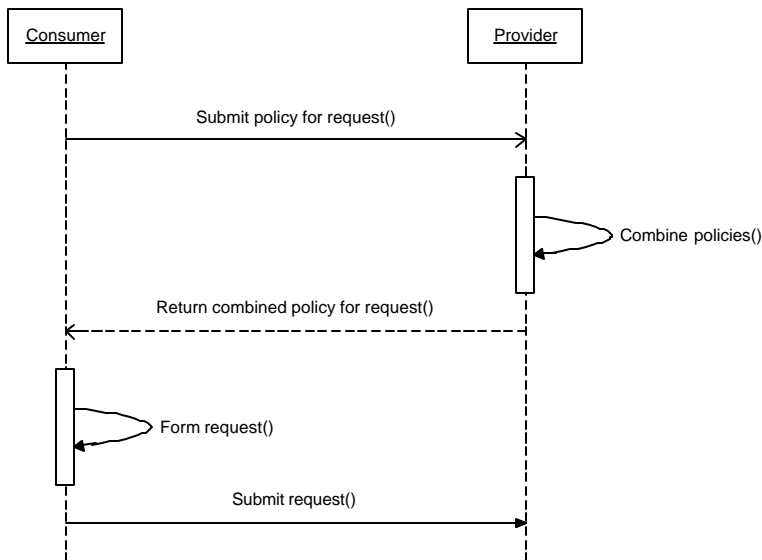 Consumer
Provider
Submit policy for request()
Combine policies()
Return combined policy for request()
Form request()
Submit request()